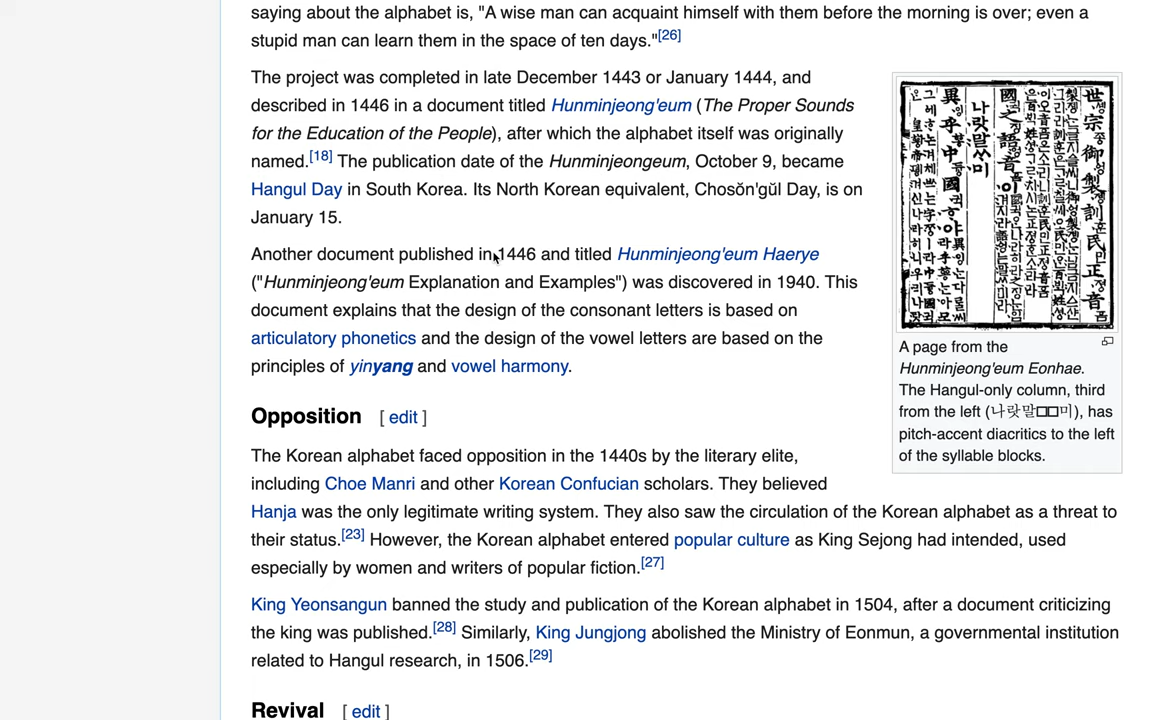 saying about the alphabet is, "A wise man can acquaint himself with them before the morning is over; even a
stupid man can learn them in the space of ten days."[26]
The project was completed in late December 1443 or January 1444, and
described in 1446 in a document titled Hunminjeong'eum (The Proper Sounds
for the Education of the People), after which the alphabet itself was originally
named.[18] The publication date of the Hunminjeongeum, October 9, became
Hangul Day in South Korea. Its North Korean equivalent, Chosŏn'gŭl Day, is on
January 15.
Another document published in 1446 and titled Hunminjeong'eum Haerye
("Hunminjeong'eum Explanation and Examples") was discovered in 1940. This
document explains that the design of the consonant letters is based on
articulatory phonetics and the design of the vowel letters are based on the
principles of yinyang and vowel harmony.
世 宗 御 製 訓 民 正 音
나랏말ᄊᆞ미
A page from the
Hunminjeong'eum Eonhae.
The Hangul-only column, third
from the left (나랏말□□미), has
pitch-accent diacritics to the left
of the syllable blocks.
Opposition [ edit ]
The Korean alphabet faced opposition in the 1440s by the literary elite,
including Choe Manri and other Korean Confucian scholars. They believed
Hanja was the only legitimate writing system. They also saw the circulation of the Korean alphabet as a threat to
their status.[23] However, the Korean alphabet entered popular culture as King Sejong had intended, used
especially by women and writers of popular fiction.[27]
King Yeonsangun banned the study and publication of the Korean alphabet in 1504, after a document criticizing
the king was published.[28] Similarly, King Jungjong abolished the Ministry of Eonmun, a governmental institution
related to Hangul research, in 1506.[29]
Revival [ edit ]